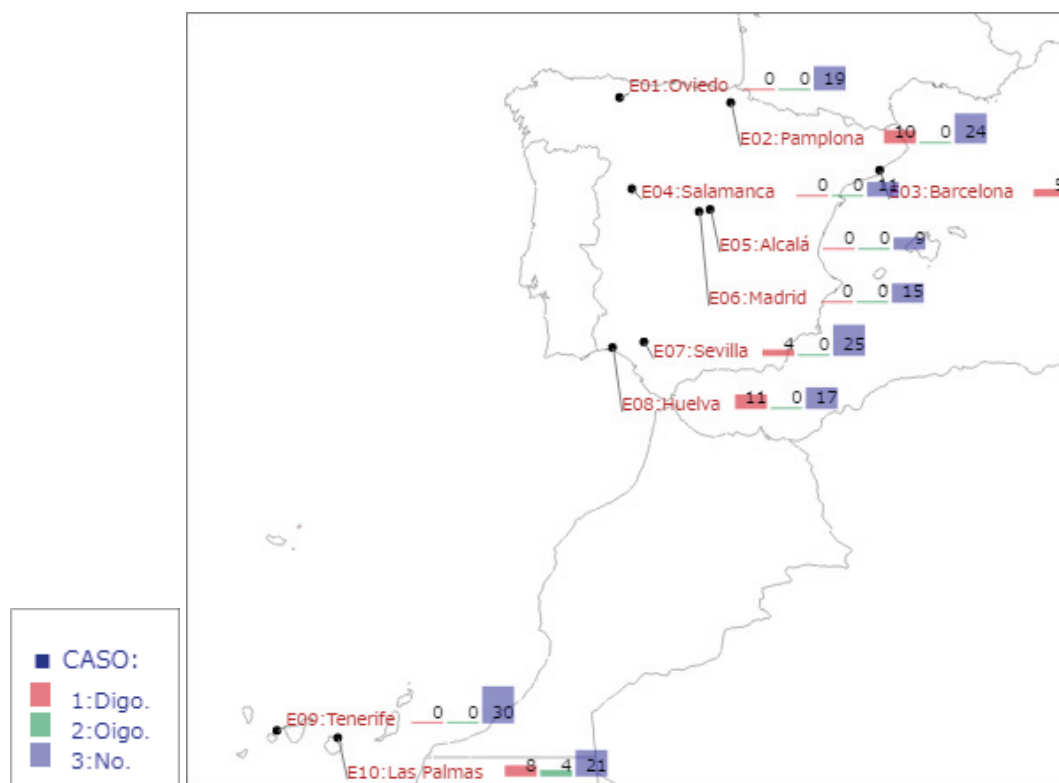 E01:Oviedo 0 0 19
E02:Pamplona 10 0 24
E04:Salamanca 0 0 11
E03:Barcelona 5
E05:Alcalá 0 0 9
E06:Madrid 0 0 15
E07:Sevilla 4 0 25
E08:Huelva 11 0 17
E09:Tenerife 0 0 30
E10:Las Palmas 8 4 21
CASO:
1:Digo.
2:Oigo.
3:No.